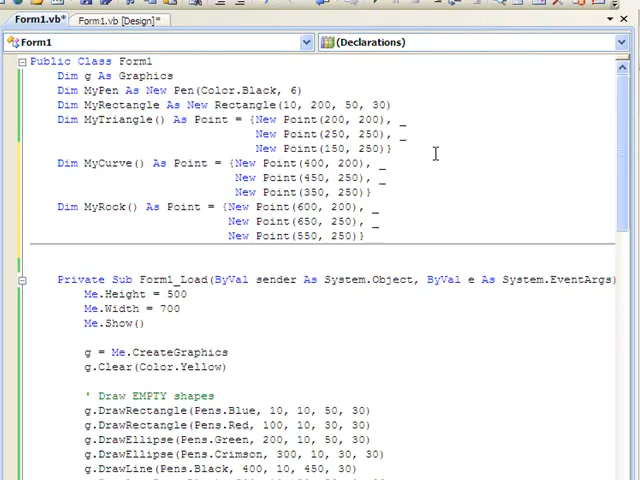 Form1.vb* Form1.vb [Design]*
Form1 (Declarations)
Public Class Form1
Dim g As Graphics
Dim MyPen As New Pen(Color.Black, 6)
Dim MyRectangle As New Rectangle(10, 200, 50, 30)
Dim MyTriangle() As Point = {New Point(200, 200), _
New Point(250, 250), _
New Point(150, 250)}
Dim MyCurve() As Point = {New Point(400, 200), _
New Point(450, 250), _
New Point(350, 250)}
Dim MyRock() As Point = {New Point(600, 200), _
New Point(650, 250), _
New Point(550, 250)}
Private Sub Form1_Load(ByVal sender As System.Object, ByVal e As System.EventArgs)
Me.Height = 500
Me.Width = 700
Me.Show()
g = Me.CreateGraphics
g.Clear(Color.Yellow)
' Draw EMPTY shapes
g.DrawRectangle(Pens.Blue, 10, 10, 50, 30)
g.DrawRectangle(Pens.Red, 100, 10, 30, 30)
g.DrawEllipse(Pens.Green, 200, 10, 50, 30)
g.DrawEllipse(Pens.Crimson, 300, 10, 30, 30)
g.DrawLine(Pens.Black, 400, 10, 450, 30)